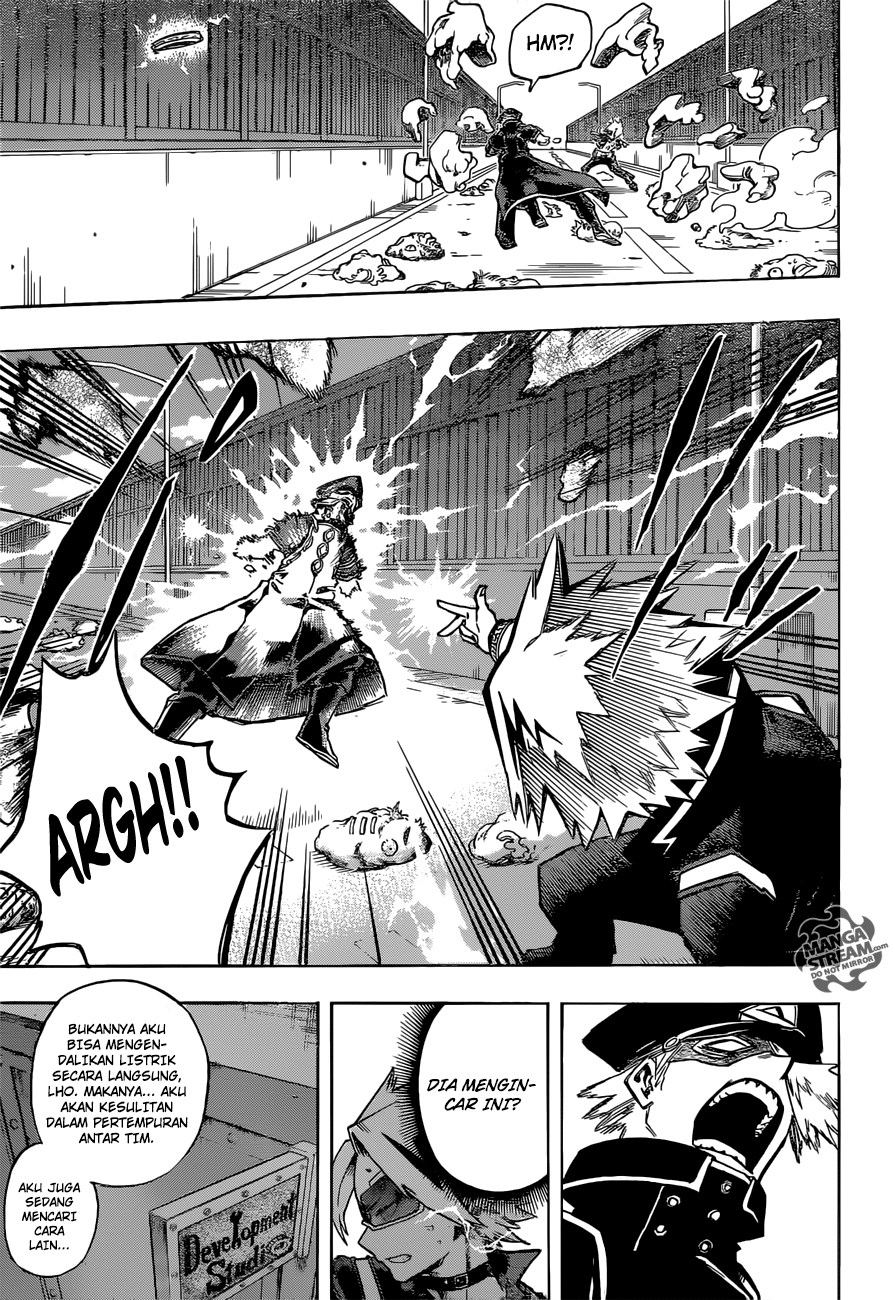 HM?!
ARGH!!
MANGA
STREAM.com
DO NOT MIRROR
DIA MENGIN-
CAR INI?
BUKANNYA AKU
BISA MENGEN-
DALIKAN LISTRIK
SECARA LANGSUNG,
LHO. MAKANYA... AKU
AKAN KESULITAN
DALAM PERTEMPURAN
ANTAR TIM.
AKU JUGA
SEDANG
MENCARI
CARA
LAIN...
Development
Studio